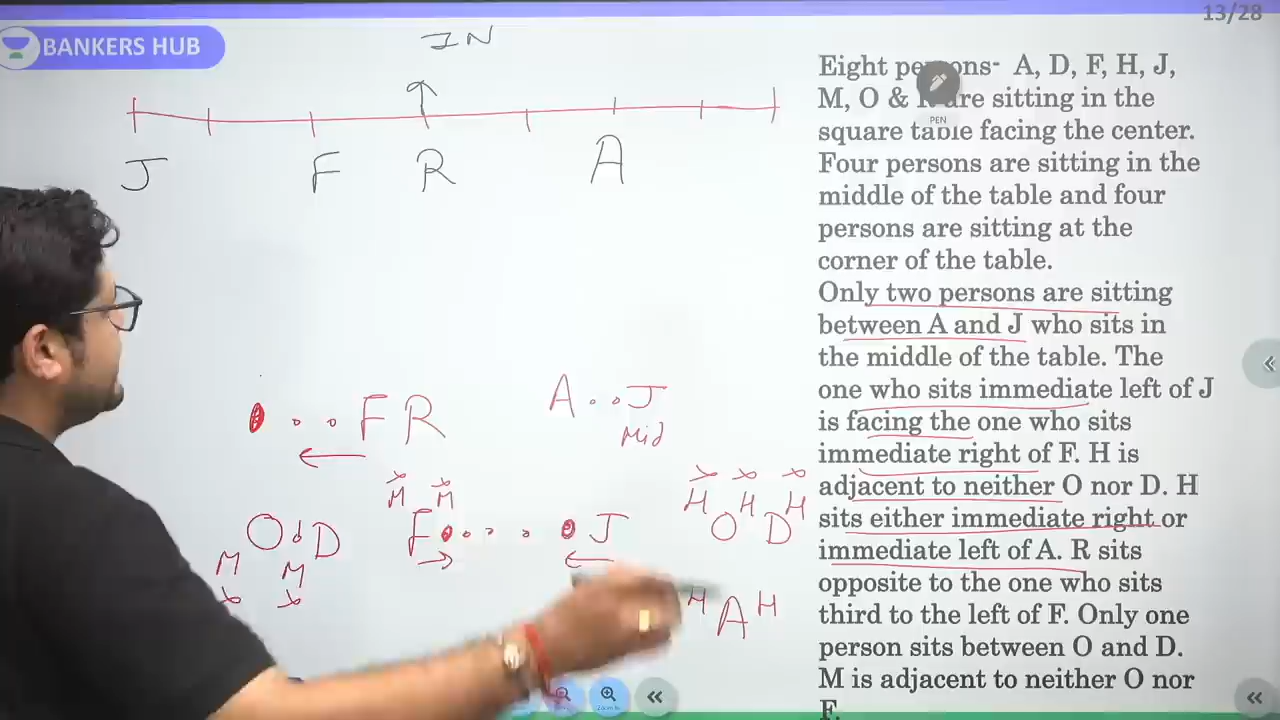 13/28
BANKERS HUB
IN
J F R A
Eight persons- A, D, F, H, J,
M, O & R are sitting in the
PEN
square table facing the center.
Four persons are sitting in the
middle of the table and four
persons are sitting at the
corner of the table.
Only two persons are sitting
between A and J who sits in
the middle of the table. The
one who sits immediate left of J
is facing the one who sits
immediate right of F. H is
adjacent to neither O nor D. H
sits either immediate right or
immediate left of A. R sits
opposite to the one who sits
third to the left of F. Only one
person sits between O and D.
M is adjacent to neither O nor
F.
F R
A . . J
Mid
M M
H H H
O D
F J
O D
M M
H A H